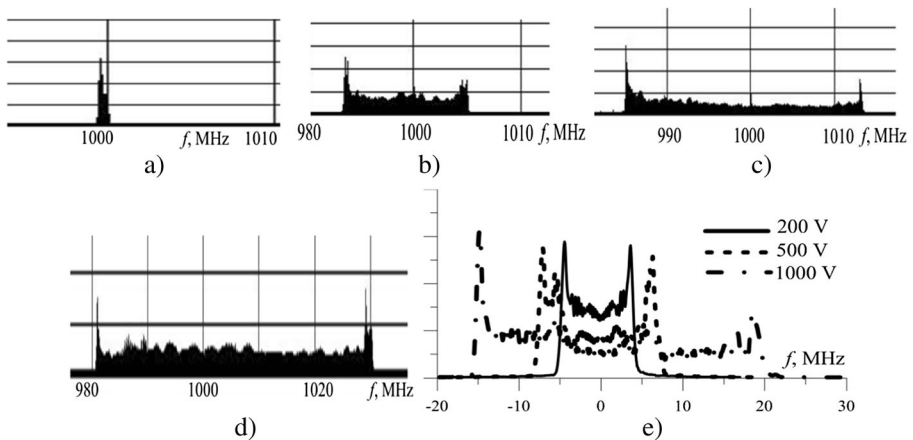 1000 f, MHz 1010
a)
980 1000 1010 f, MHz
b)
990 1000 1010 f, MHz
c)
980 1000 1020 f, MHz
d)
200 V
500 V
1000 V
f, MHz
-20 -10 0 10 20 30
e)